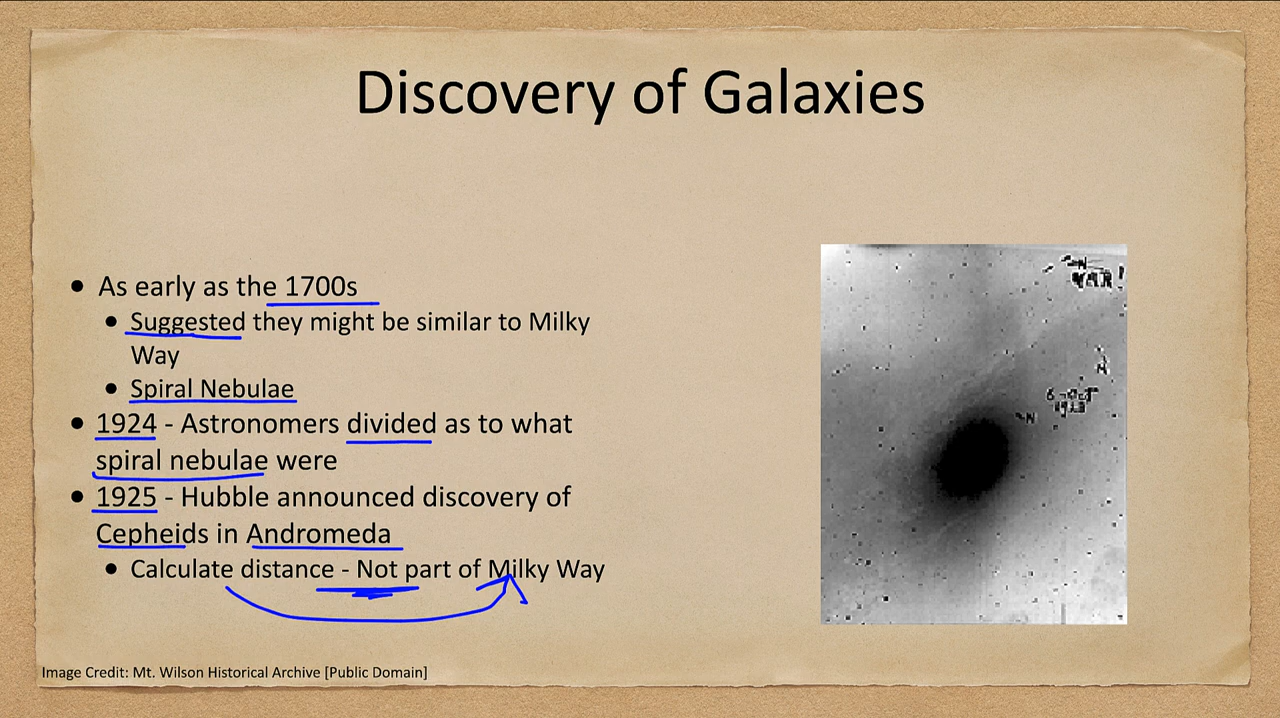 Discovery of Galaxies
• As early as the 1700s
• Suggested they might be similar to Milky
Way
• Spiral Nebulae
• 1924 - Astronomers divided as to what
spiral nebulae were
• 1925 - Hubble announced discovery of
Cepheids in Andromeda
• Calculate distance - Not part of Milky Way
VAR!
N
N
Image Credit: Mt. Wilson Historical Archive [Public Domain]